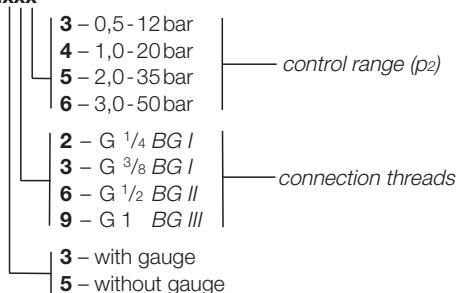 3 – 0,5-12 bar
4 – 1,0-20 bar
5 – 2,0-35 bar
6 – 3,0-50 bar
control range (p2)
2 – G 1/4 BG I
3 – G 3/8 BG I
6 – G 1/2 BG II
9 – G 1 BG III
connection threads
3 – with gauge
5 – without gauge